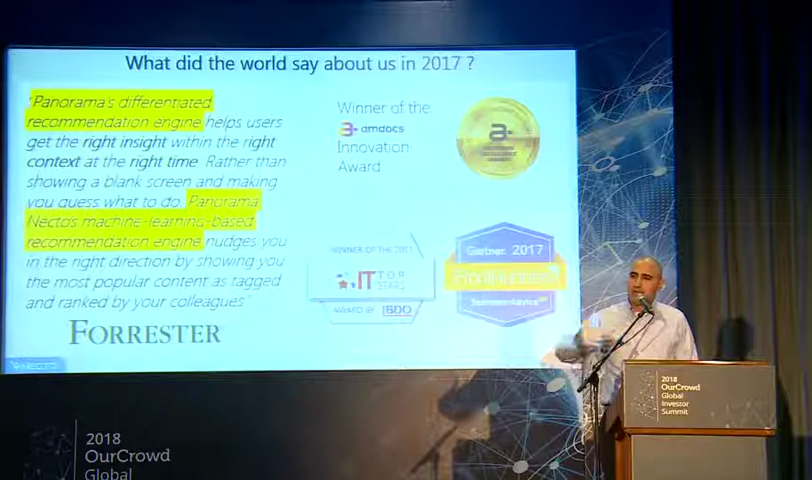 What did the world say about us in 2017 ?
"Panorama's differentiated
recommendation engine helps users
get the right insight within the right
context at the right time Rather than
showing a blank screen and making
you guess what to do. Panorama
Necto's machine-learning-based
recommendation engine nudges you
in the right direction by showing you
the most popular content as tagged
and ranked by your colleagues"
FORRESTER
Winner of the
amdocs
Innovation
Award
a
WINNER OF THE 2017
IT TOP
STARS
AWARD BY BDO
Gartner 2017
FrontRunners
SoftwareAdvice
2018
OurCrowd
Global
Investor
Summit
2018
OurCrowd
Global